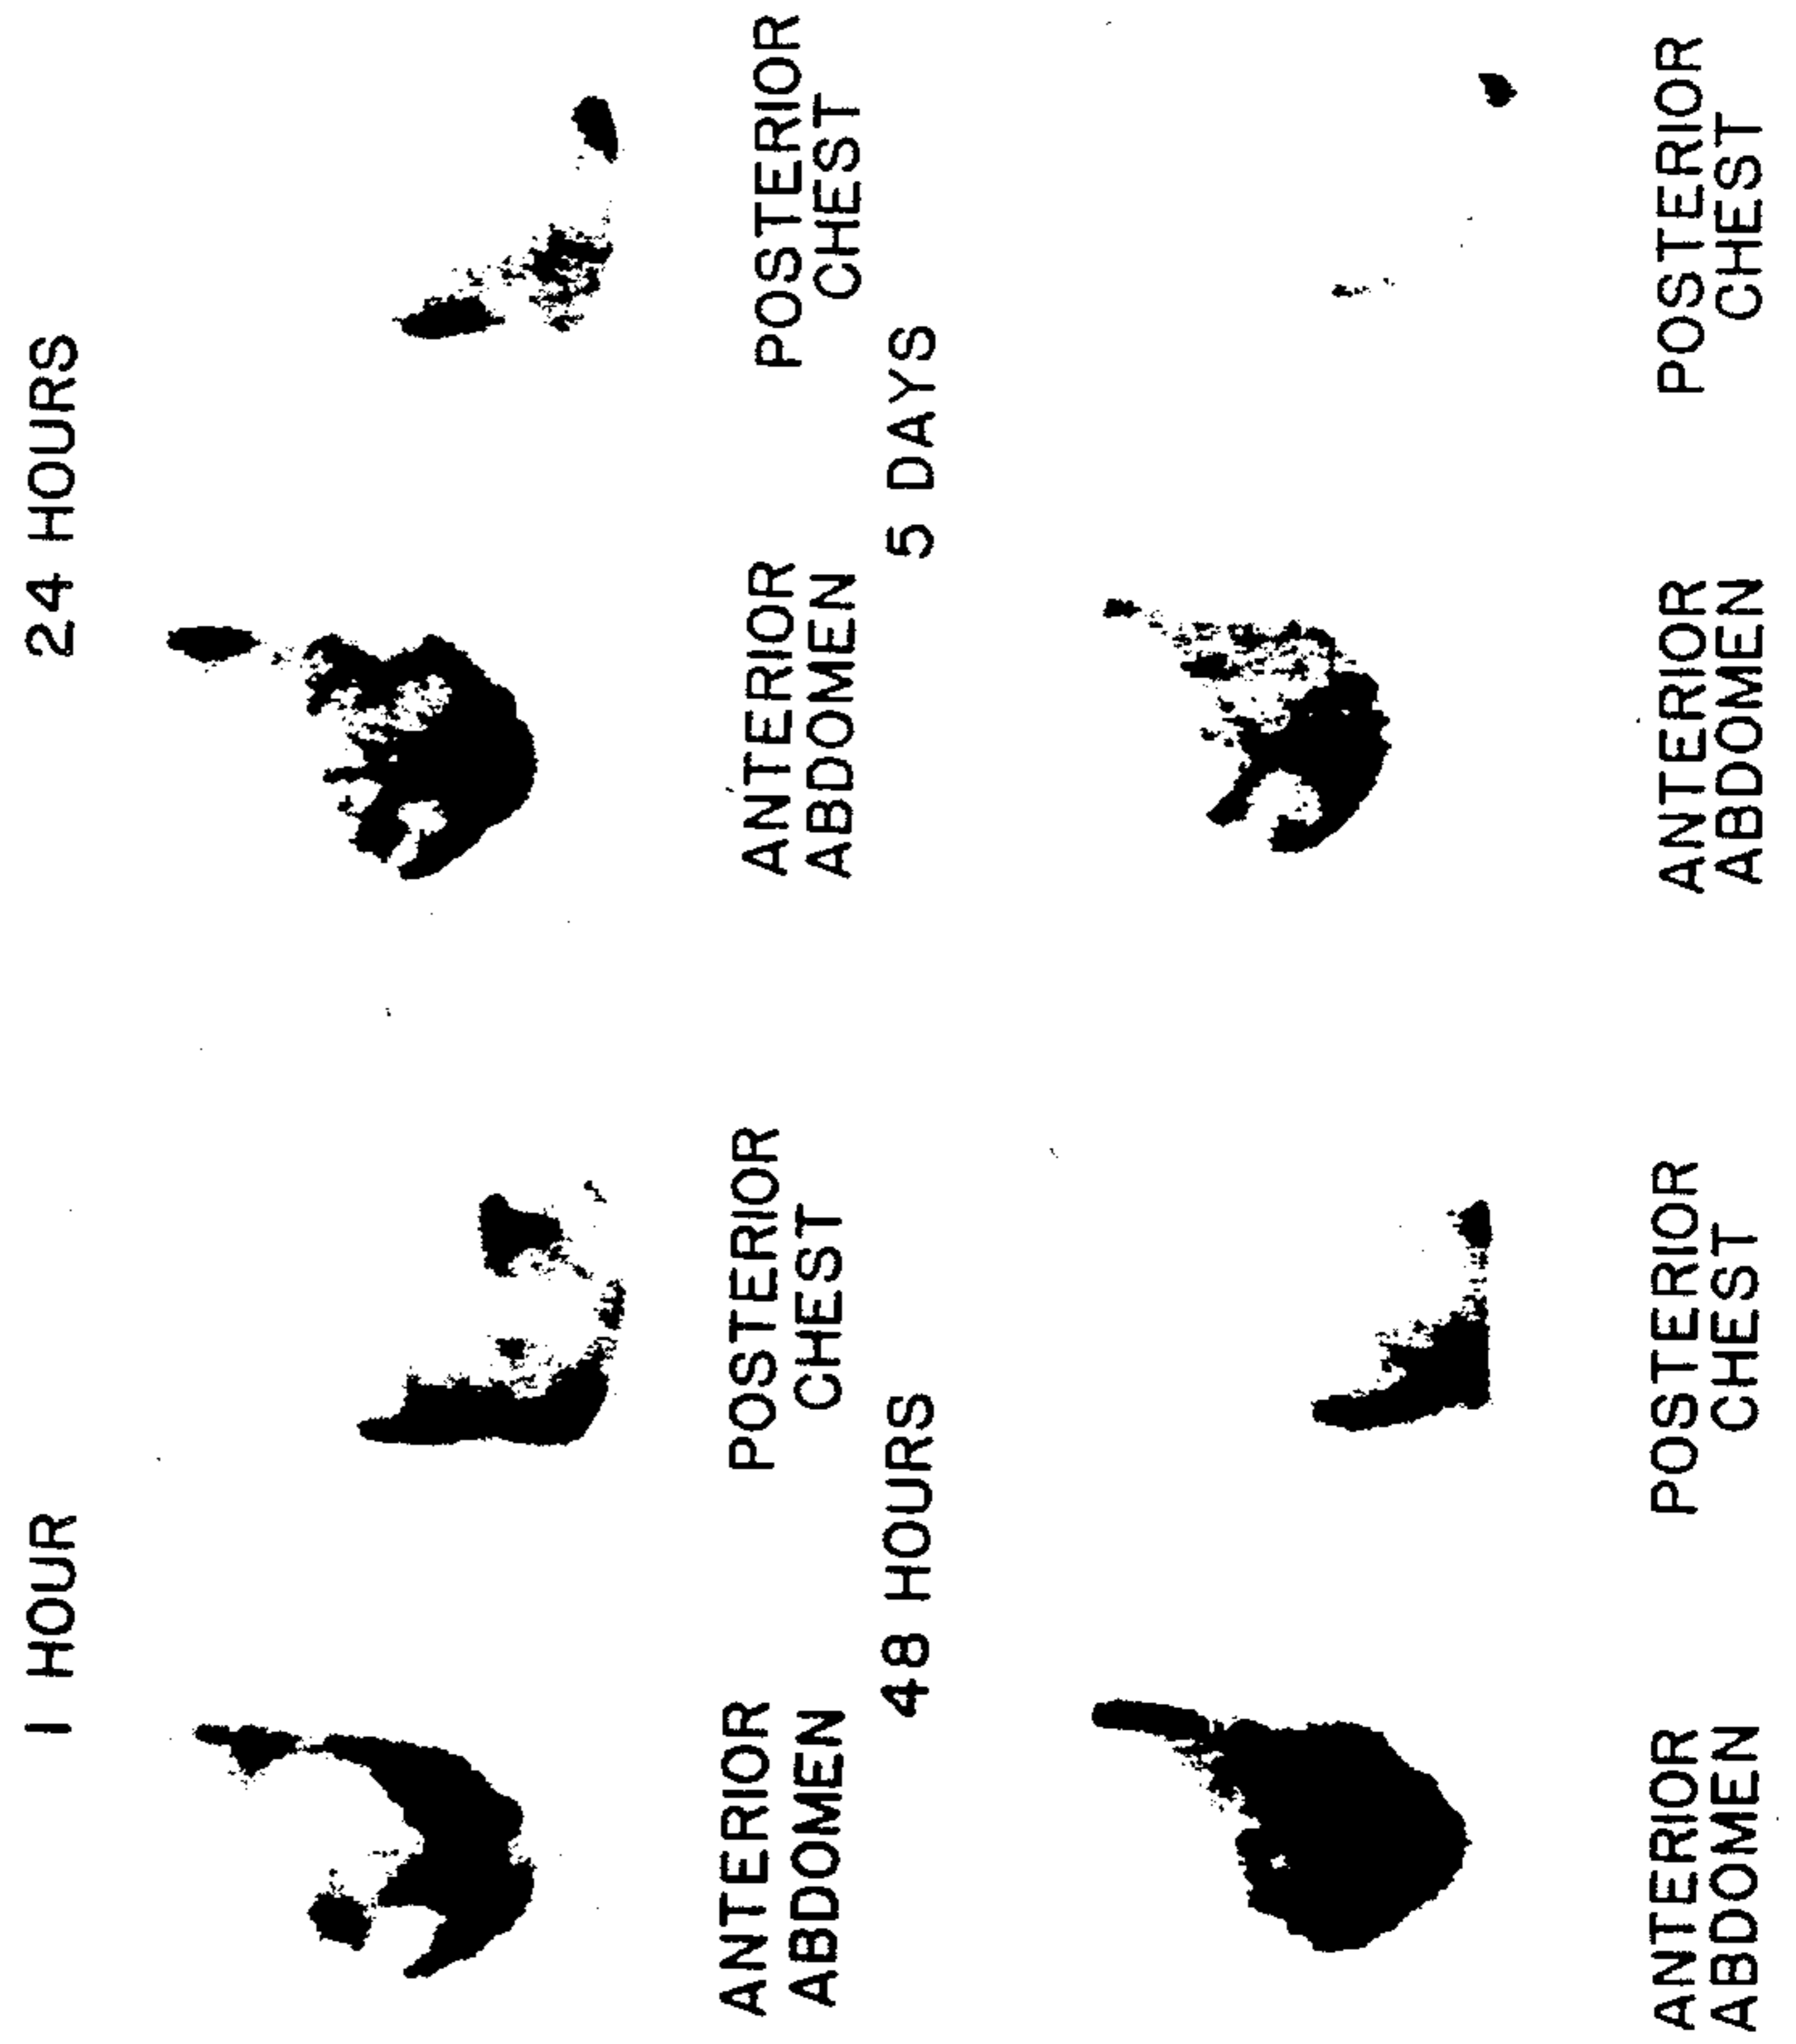 1 HOUR
ANTERIOR
ABDOMEN
POSTERIOR
CHEST
24 HOURS
ANTERIOR
ABDOMEN
POSTERIOR
CHEST
48 HOURS
ANTERIOR
ABDOMEN
POSTERIOR
CHEST
5 DAYS
ANTERIOR
ABDOMEN
POSTERIOR
CHEST